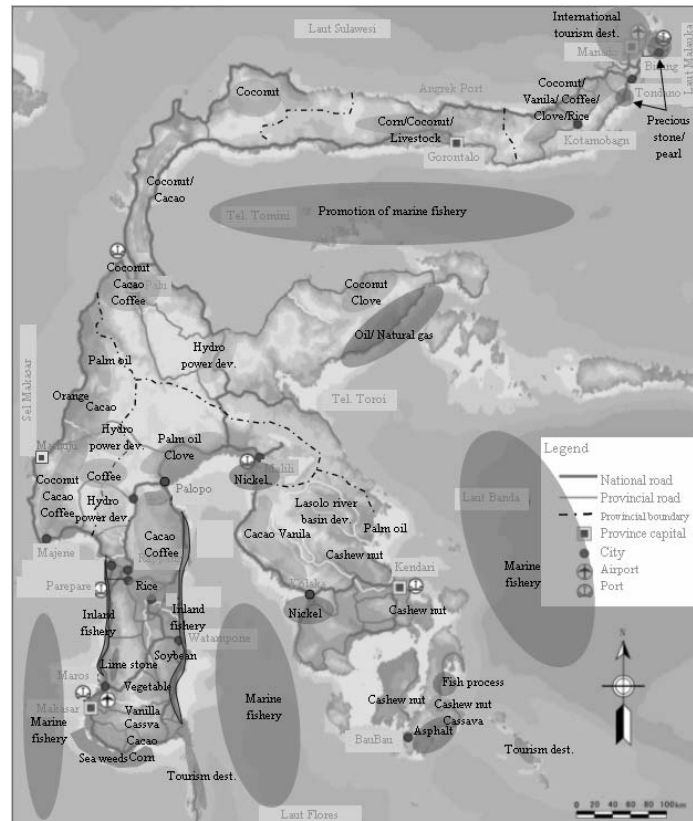 International
tourism dest.
Laut Sulawesi
Laut Maluka
Manado
Bitung
Coconut
Angrek Port
Coconut/
Vanila/ Coffee/
Clove/Rice
Tondano
Precious
stone/
pearl
Corn/Coconut/
Livestock
Gorontalo
Kotamobagn
Coconut/
Cacao
Tel. Tomini
Promotion of marine fishery
Coconut
Cacao
Coffee
Palu
Coconut
Clove
Oil/ Natural gas
Hydro
power dev.
Palm oil
Sel Makasar
Tel. Toroi
Orange
Cacao
Hydro
power dev.
Palm oil
Clove
Mamuju
Malili
Nickel
Coffee
Coconut
Cacao
Coffee
Hydro
power dev.
Palopo
Lasolo river
basin dev.
Palm oil
Laut Banda
Legend
National road
Provincial road
Provincial boundary
Province capital
City
Airport
Port
Cacao
Coffee
Cacao Vanila
Cashew nut
Majene
Rappang
Kendari
Marine
fishery
Parepare
Rice
Kolaka
Nickel
Cashew nut
Inland
fishery
Inland
fishery
Watampone
Soybean
Lime stone
Fish process
Maros
Vegetable
Cashew nut
Cashew nut
Cassava
Marine
fishery
Makasar
Vanilla
Cassva
Cacao
Corn
Marine
fishery
BauBau
Asphalt
Sea weeds
Tourism dest.
Tourism dest.
N
Laut Flores
0 20 40 60 80 100km